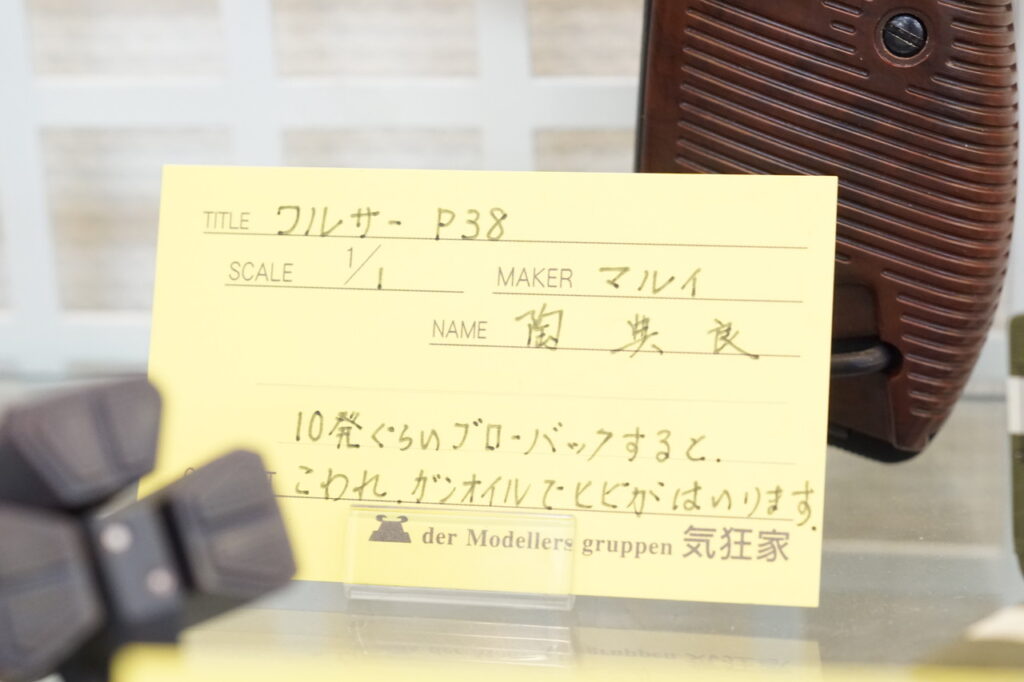 TITLE ワルサー P38
SCALE 1/1 MAKER マルイ
NAME 陶 典良
10発ぐらいブローバックすると.
こわれ.ガンオイルでヒビがはいります.
der Modellers gruppen 気狂家